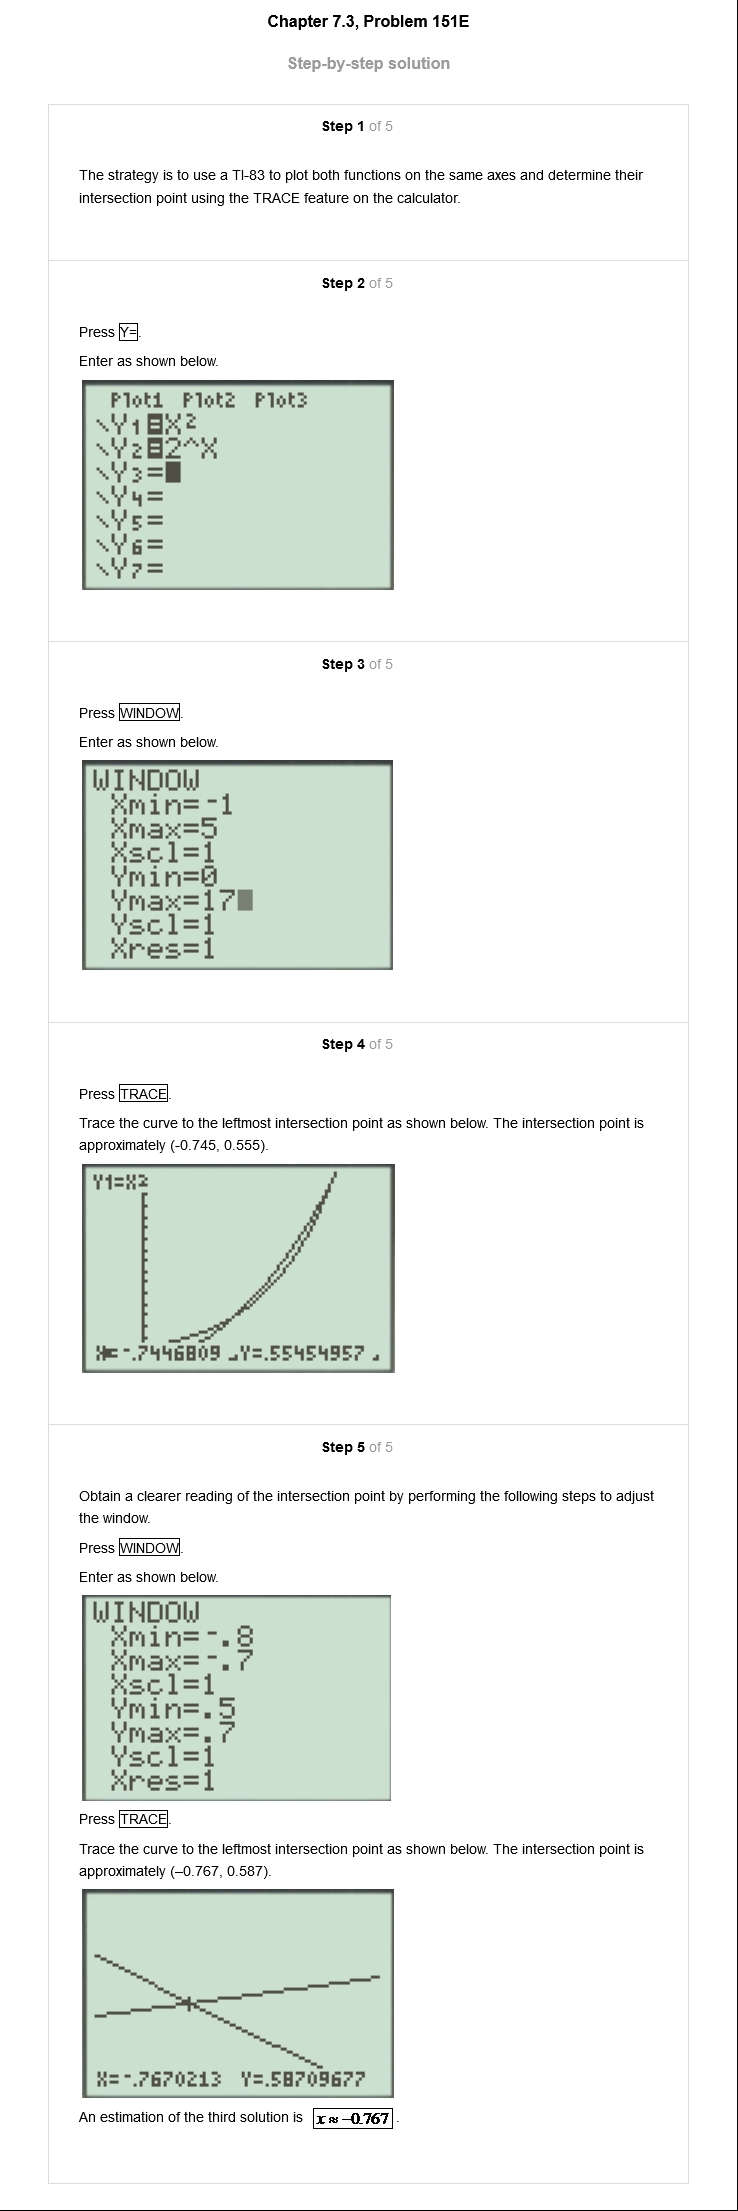 Chapter 7.3, Problem 151E
Step-by-step solution
Step 1 of 5
The strategy is to use a TI-83 to plot both functions on the same axes and determine their
intersection point using the TRACE feature on the calculator.
Step 2 of 5
Press Y=.
Enter as shown below.
Plot1 Plot2 Plot3
\Y1=X²
\Y2=2^X
\Y3=
\Y4=
\Y5=
\Y6=
\Y7=
Step 3 of 5
Press WINDOW.
Enter as shown below.
WINDOW
Xmin=-1
Xmax=5
Xscl=1
Ymin=0
Ymax=17
Yscl=1
Xres=1
Step 4 of 5
Press TRACE.
Trace the curve to the leftmost intersection point as shown below. The intersection point is
approximately (-0.745, 0.555).
Y1=X2
X=-.7446809 Y=.55454957
Step 5 of 5
Obtain a clearer reading of the intersection point by performing the following steps to adjust
the window.
Press WINDOW.
Enter as shown below.
WINDOW
Xmin=-.8
Xmax=-.7
Xscl=1
Ymin=.5
Ymax=.7
Yscl=1
Xres=1
Press TRACE.
Trace the curve to the leftmost intersection point as shown below. The intersection point is
approximately (–0.767, 0.587).
X=-.7670213 Y=.58709677
An estimation of the third solution is x ≈ −0.767.